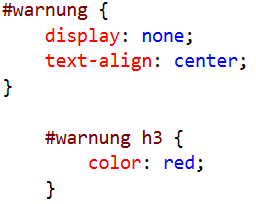 #warnung {
    display: none;
    text-align: center;
}
    #warnung h3 {
        color: red;
    }